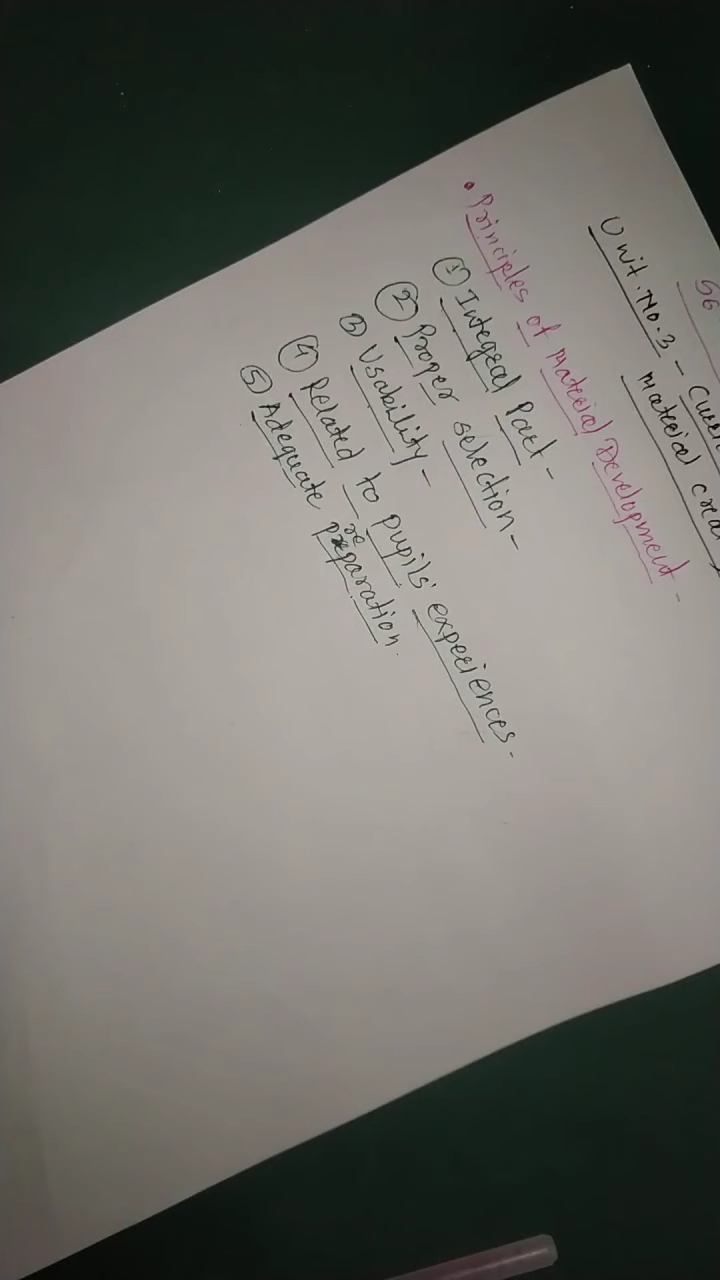 56
Unit. No. 3 -
material
• Principles of material Development -
① Integral Part -
② Proper selection -
③ Usability -
④ Related to pupils' experiences.
⑤ Adequate preparation.